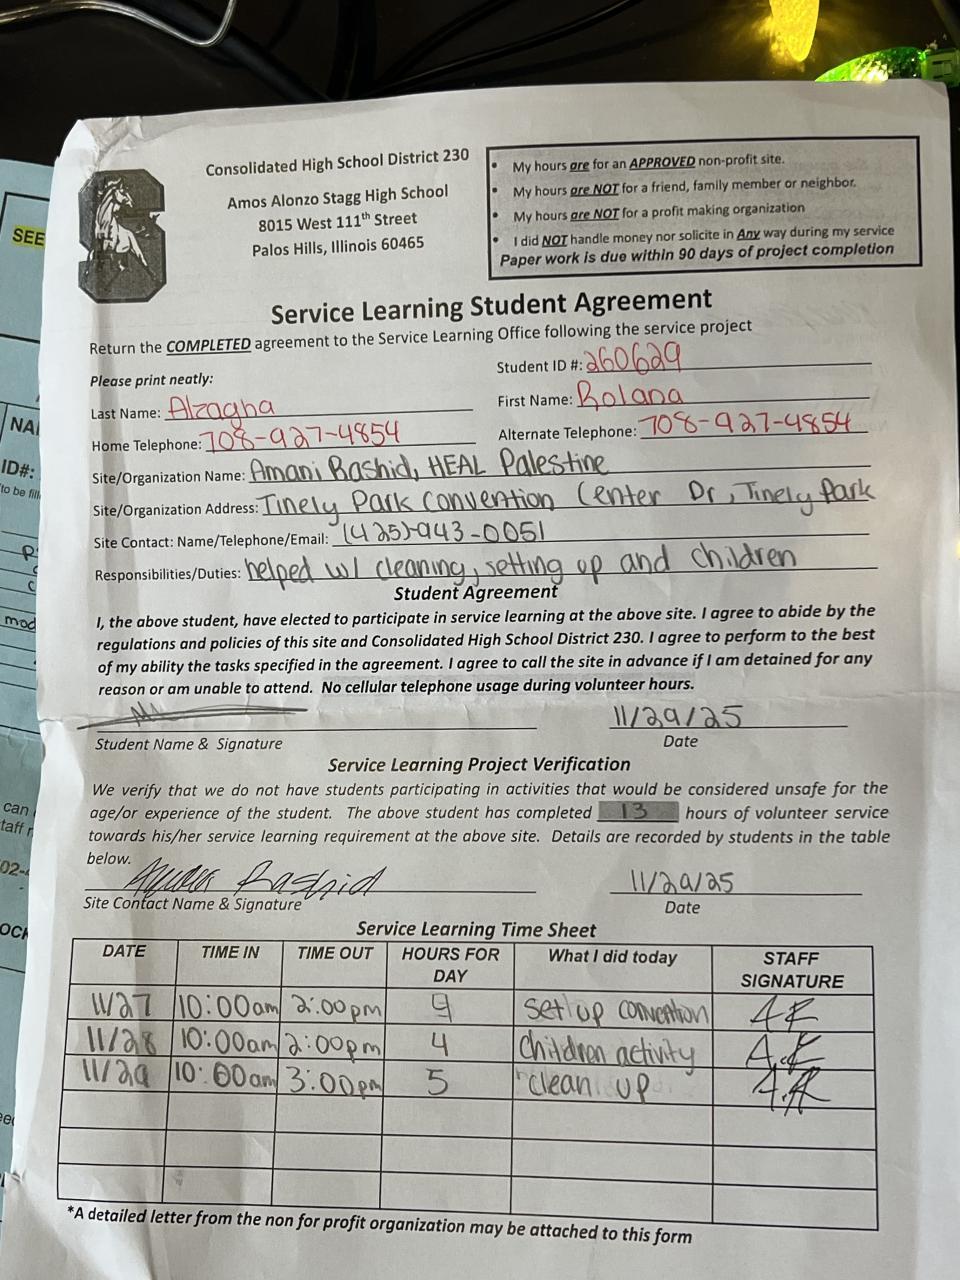 Consolidated High School District 230
Amos Alonzo Stagg High School
8015 West 111th Street
Palos Hills, Illinois 60465
• My hours are for an APPROVED non-profit site.
• My hours are NOT for a friend, family member or neighbor.
• My hours are NOT for a profit making organization
• I did NOT handle money nor solicite in Any way during my service
Paper work is due within 90 days of project completion
SEE
Service Learning Student Agreement
Return the COMPLETED agreement to the Service Learning Office following the service project
Please print neatly:
Student ID #: 260629
Last Name: Alzagha
First Name: Rolana
Home Telephone: 708-927-4854
Alternate Telephone: 708-927-4854
Site/Organization Name: Amani Rashid, HEAL Palestine
Site/Organization Address: Tinely Park Convention Center Dr, Tinely Park
Site Contact: Name/Telephone/Email: (425)-943-0051
Responsibilities/Duties: helped w/ cleaning, setting up and children
Student Agreement
I, the above student, have elected to participate in service learning at the above site. I agree to abide by the
regulations and policies of this site and Consolidated High School District 230. I agree to perform to the best
of my ability the tasks specified in the agreement. I agree to call the site in advance if I am detained for any
reason or am unable to attend. No cellular telephone usage during volunteer hours.
11/29/25
Student Name & Signature
Date
Service Learning Project Verification
We verify that we do not have students participating in activities that would be considered unsafe for the
age/or experience of the student. The above student has completed 13 hours of volunteer service
towards his/her service learning requirement at the above site. Details are recorded by students in the table
below.
Rashid
11/29/25
Site Contact Name & Signature
Date
Service Learning Time Sheet
DATE TIME IN TIME OUT HOURS FOR DAY What I did today STAFF SIGNATURE
11/27 10:00am 2:00pm 4 set up convention
11/28 10:00am 2:00pm 4 children activity
11/29 10:00am 3:00pm 5 clean up
*A detailed letter from the non for profit organization may be attached to this form
ID#:
to be fill
mod
can